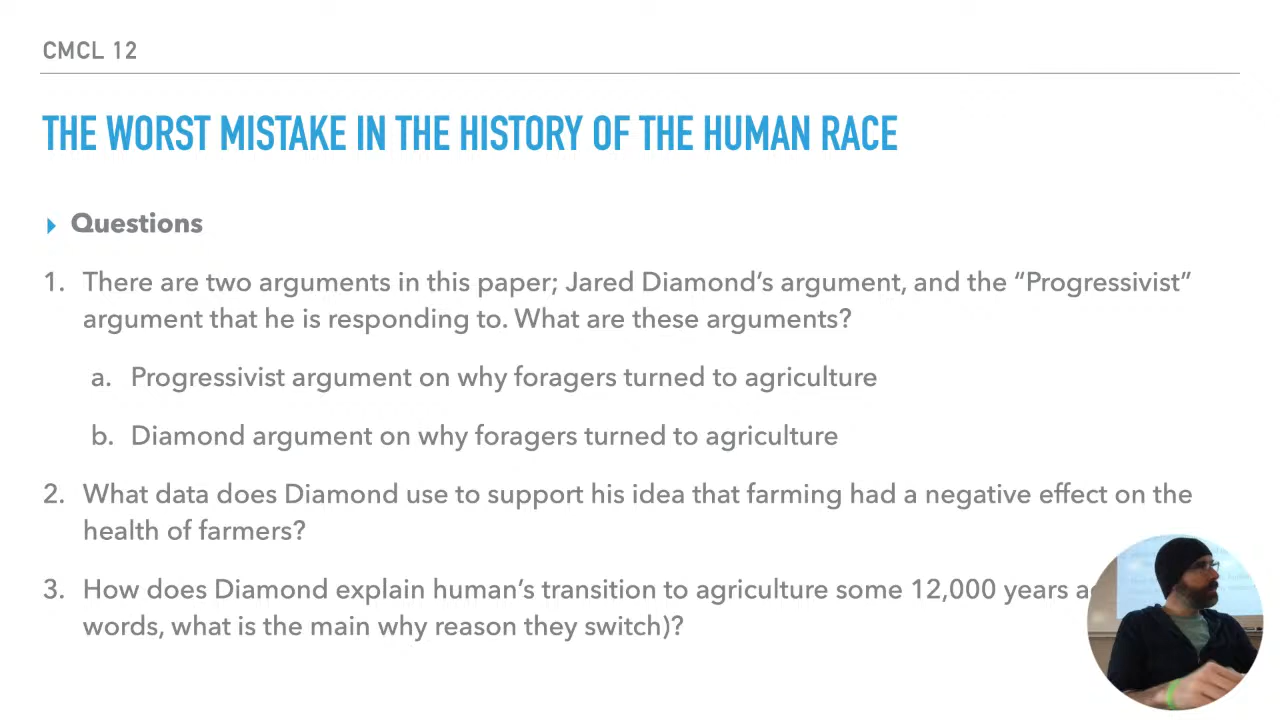 CMCL 12
THE WORST MISTAKE IN THE HISTORY OF THE HUMAN RACE
Questions
1. There are two arguments in this paper; Jared Diamond’s argument, and the “Progressivist”
argument that he is responding to. What are these arguments?
a. Progressivist argument on why foragers turned to agriculture
b. Diamond argument on why foragers turned to agriculture
2. What data does Diamond use to support his idea that farming had a negative effect on the
health of farmers?
3. How does Diamond explain human’s transition to agriculture some 12,000 years
words, what is the main why reason they switch)?